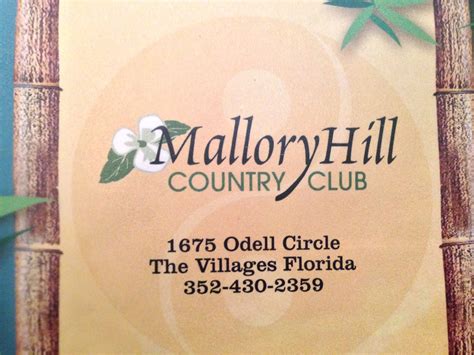 MalloryHill
COUNTRY CLUB
1675 Odell Circle
The Villages Florida
352-430-2359